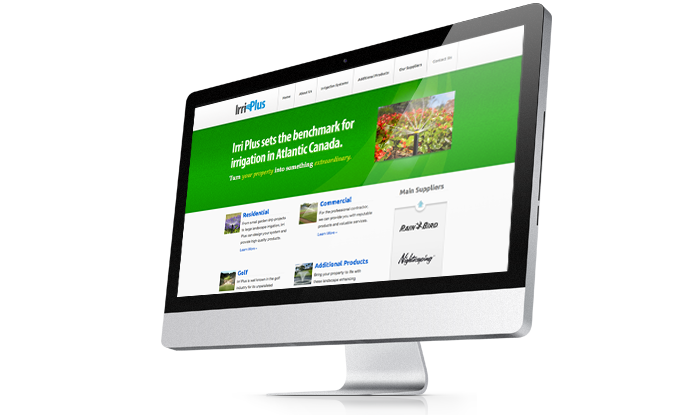 Irri Plus
Home
About Us
Irrigation Systems
Additional Products
Our Suppliers
Contact Us
Irri Plus sets the benchmark for
irrigation in Atlantic Canada.
Turn your property into something extraordinary.
Residential
From small garden and projects
to large landscape irrigation, Irri
Plus can design your system and
provide high quality products.
Learn More »
Commercial
For the professional contractor,
we can provide you with reputable
products and valuable services.
Learn More »
Main Suppliers
RAIN BIRD
Nightscaping
Golf
Irri Plus is well known in the golf
industry for its unparalleled
Additional Products
Bring your property to life with
these landscape enhancing